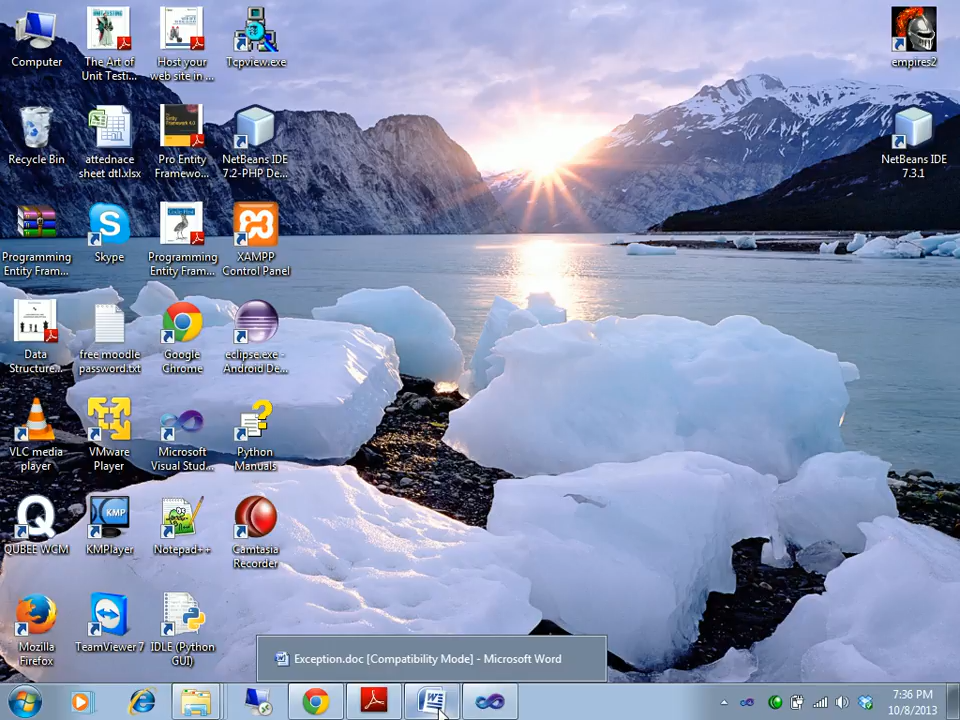 Computer
The Art of
Unit Testi...
Host your
web site in ...
Tcpview.exe
empires2
Recycle Bin
attednace
sheet dtl.xlsx
Pro Entity
Framewo...
NetBeans IDE
7.2-PHP De...
NetBeans IDE
7.3.1
Programming
Entity Fram...
Skype
Programming
Entity Fram...
XAMPP
Control Panel
Data
Structure...
free moodle
password.txt
Google
Chrome
eclipse.exe -
Android De...
VLC media
player
VMware
Player
Microsoft
Visual Stud...
Python
Manuals
QUBEE WCM
KMP
KMPlayer
Notepad++
Camtasia
Recorder
Mozilla
Firefox
TeamViewer 7
IDLE (Python
GUI)
Exception.doc [Compatibility Mode] - Microsoft Word
7:36 PM
10/8/2013